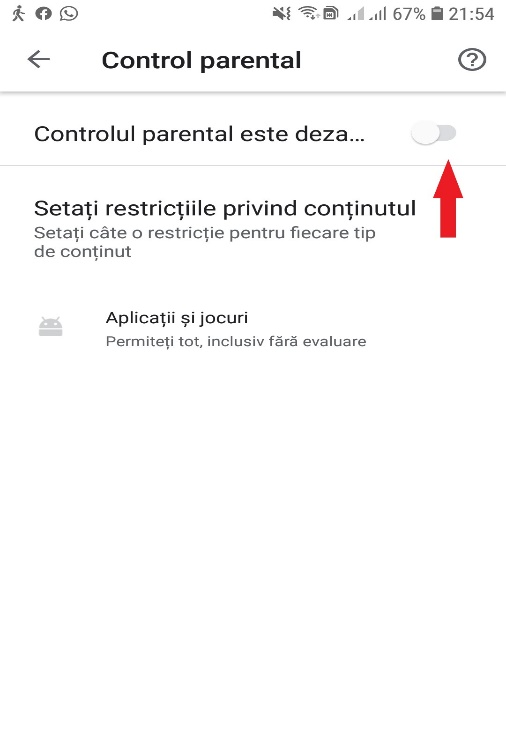 67% 21:54
Control parental
Controlul parental este deza...
Setați restricțiile privind conținutul
Setați câte o restricție pentru fiecare tip
de conținut
Aplicații și jocuri
Permiteți tot, inclusiv fără evaluare